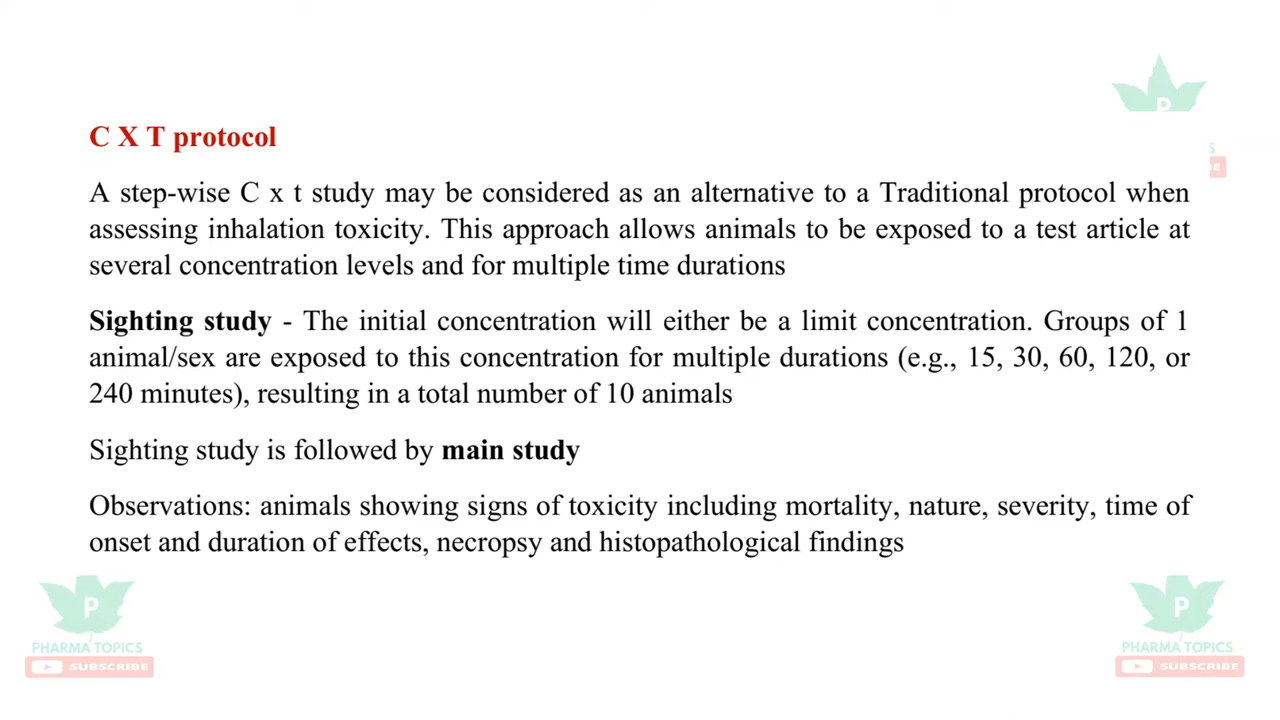 P
C X T protocol
A step-wise C x t study may be considered as an alternative to a Traditional protocol when
assessing inhalation toxicity. This approach allows animals to be exposed to a test article at
several concentration levels and for multiple time durations
Sighting study - The initial concentration will either be a limit concentration. Groups of 1
animal/sex are exposed to this concentration for multiple durations (e.g., 15, 30, 60, 120, or
240 minutes), resulting in a total number of 10 animals
Sighting study is followed by main study
Observations: animals showing signs of toxicity including mortality, nature, severity, time of
onset and duration of effects, necropsy and histopathological findings
P
PHARMA TOPICS
SUBSCRIBE
P
PHARMA TOPICS
SUBSCRIBE